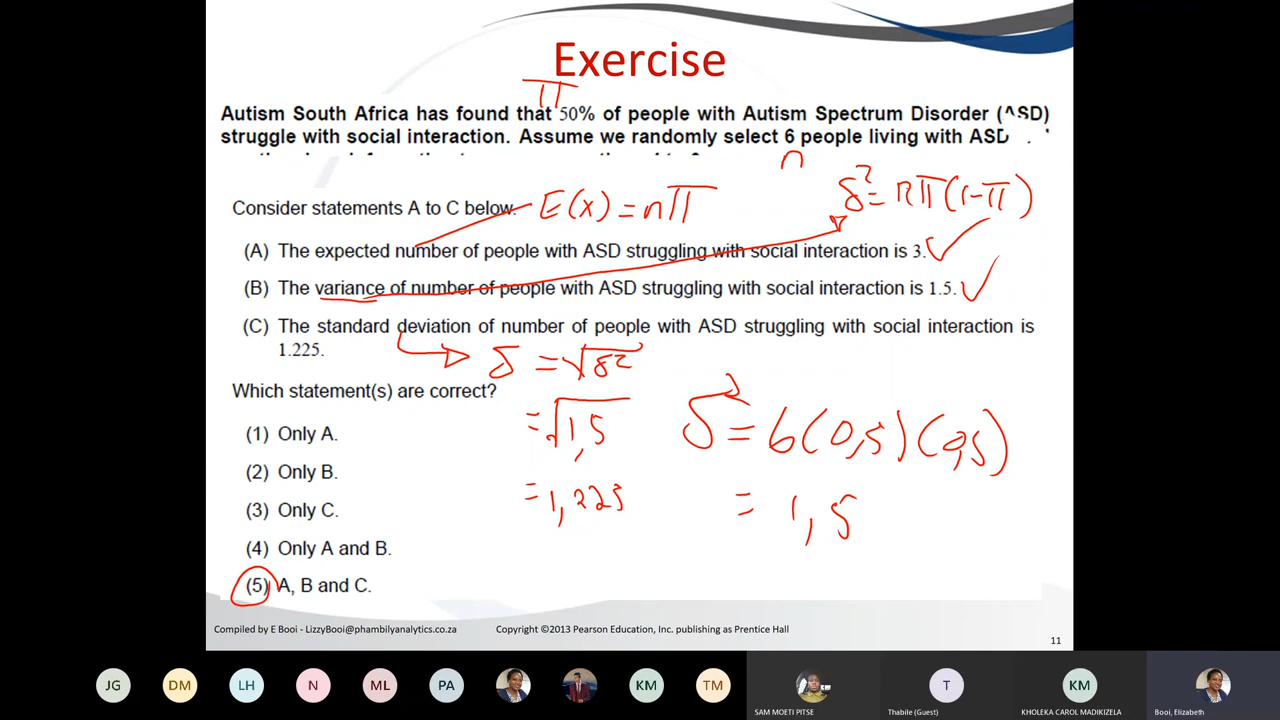 Exercise
π
Autism South Africa has found that 50% of people with Autism Spectrum Disorder (ASD)
struggle with social interaction. Assume we randomly select 6 people living with ASD
n
δ² = nπ(1-π)
Consider statements A to C below.
E(x) = nπ
(A) The expected number of people with ASD struggling with social interaction is 3.
(B) The variance of number of people with ASD struggling with social interaction is 1.5.
(C) The standard deviation of number of people with ASD struggling with social interaction is
1.225.
δ = √δ²
Which statement(s) are correct?
= √1,5
δ² = 6(0,5)(0,5)
(1) Only A.
(2) Only B.
= 1,225
= 1,5
(3) Only C.
(4) Only A and B.
(5) A, B and C.
Compiled by E Booi - LizzyBooi@phambilyanalytics.co.za
Copyright ©2013 Pearson Education, Inc. publishing as Prentice Hall
11
JG DM LH N ML PA KM TM T KM
SAM MOETI PITSE
Thabile (Guest)
KHOLEKA CAROL MADIKIZELA
Booi, Elizabeth